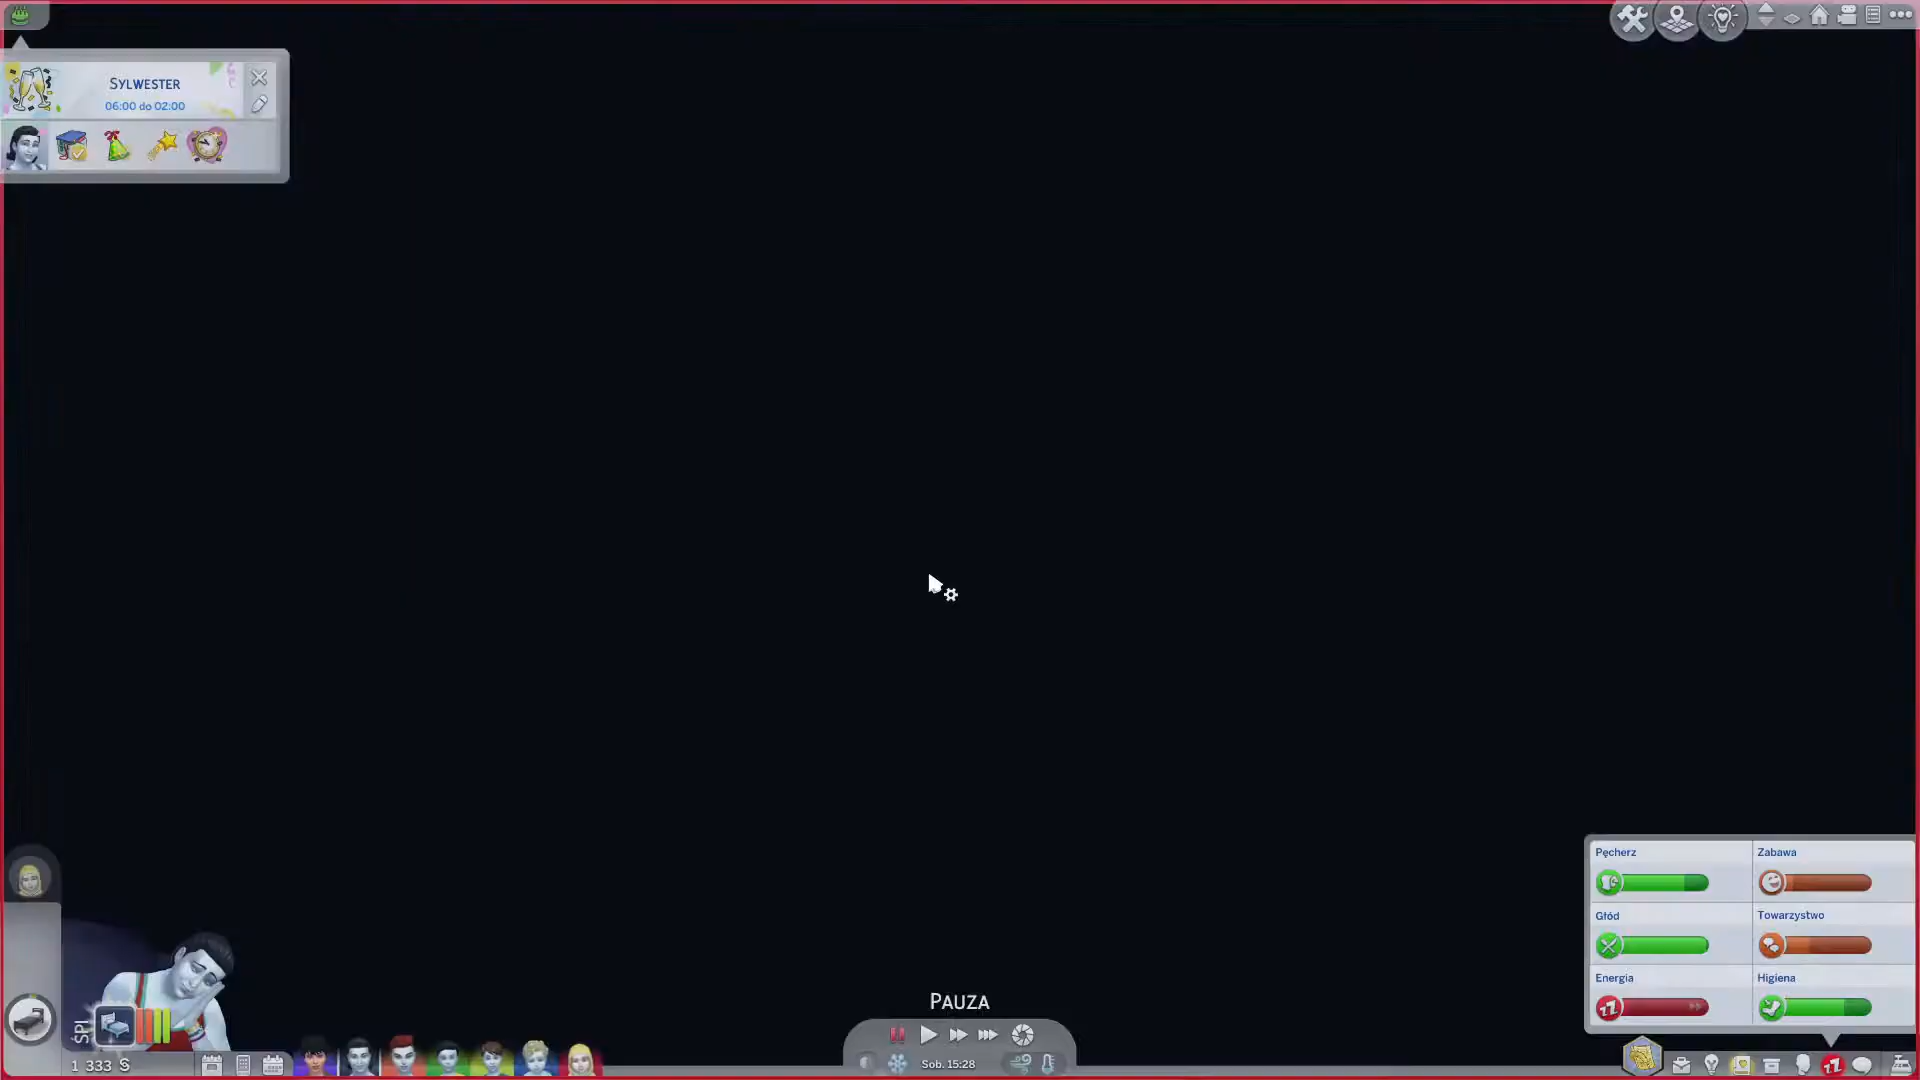 Sylwester
06:00 do 02:00
Pęcherz
Zabawa
Głód
Towarzystwo
Energia
Higiena
Pauza
ŚPI
1 333 §
Sob. 15:28